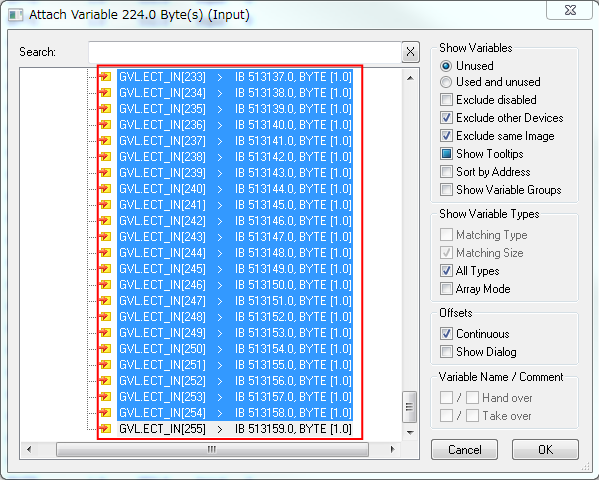 Attach Variable 224.0 Byte(s) (Input)
Search:
X
GVL.ECT_IN[233] > IB 513137.0, BYTE [1.0]
GVL.ECT_IN[234] > IB 513138.0, BYTE [1.0]
GVL.ECT_IN[235] > IB 513139.0, BYTE [1.0]
GVL.ECT_IN[236] > IB 513140.0, BYTE [1.0]
GVL.ECT_IN[237] > IB 513141.0, BYTE [1.0]
GVL.ECT_IN[238] > IB 513142.0, BYTE [1.0]
GVL.ECT_IN[239] > IB 513143.0, BYTE [1.0]
GVL.ECT_IN[240] > IB 513144.0, BYTE [1.0]
GVL.ECT_IN[241] > IB 513145.0, BYTE [1.0]
GVL.ECT_IN[242] > IB 513146.0, BYTE [1.0]
GVL.ECT_IN[243] > IB 513147.0, BYTE [1.0]
GVL.ECT_IN[244] > IB 513148.0, BYTE [1.0]
GVL.ECT_IN[245] > IB 513149.0, BYTE [1.0]
GVL.ECT_IN[246] > IB 513150.0, BYTE [1.0]
GVL.ECT_IN[247] > IB 513151.0, BYTE [1.0]
GVL.ECT_IN[248] > IB 513152.0, BYTE [1.0]
GVL.ECT_IN[249] > IB 513153.0, BYTE [1.0]
GVL.ECT_IN[250] > IB 513154.0, BYTE [1.0]
GVL.ECT_IN[251] > IB 513155.0, BYTE [1.0]
GVL.ECT_IN[252] > IB 513156.0, BYTE [1.0]
GVL.ECT_IN[253] > IB 513157.0, BYTE [1.0]
GVL.ECT_IN[254] > IB 513158.0, BYTE [1.0]
GVL.ECT_IN[255] > IB 513159.0, BYTE [1.0]
Show Variables
Unused
Used and unused
Exclude disabled
Exclude other Devices
Exclude same Image
Show Tooltips
Sort by Address
Show Variable Groups
Show Variable Types
Matching Type
Matching Size
All Types
Array Mode
Offsets
Continuous
Show Dialog
Variable Name / Comment
/ Hand over
/ Take over
Cancel
OK